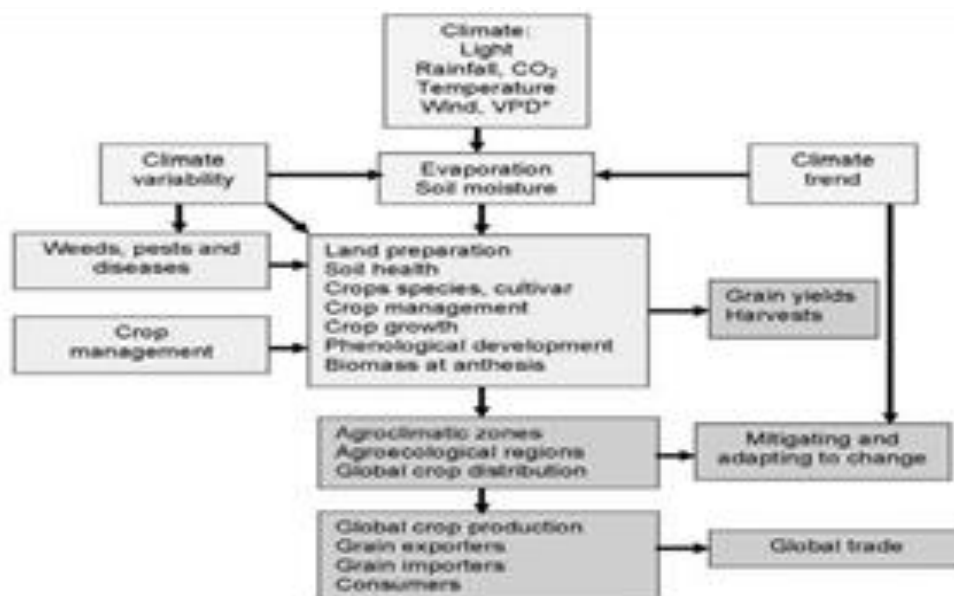 Climate:
Light
Rainfall, CO₂
Temperature
Wind, VPD*
Climate
variability
Evaporation
Soil moisture
Climate
trend
Weeds, pests and
diseases
Land preparation
Soil health
Crops species, cultivar
Crop management
Crop growth
Phenological development
Biomass at anthesis
Grain yields
Harvests
Crop
management
Agroclimatic zones
Agroecological regions
Global crop distribution
Mitigating and
adapting to change
Global crop production
Grain exporters
Grain importers
Consumers
Global trade